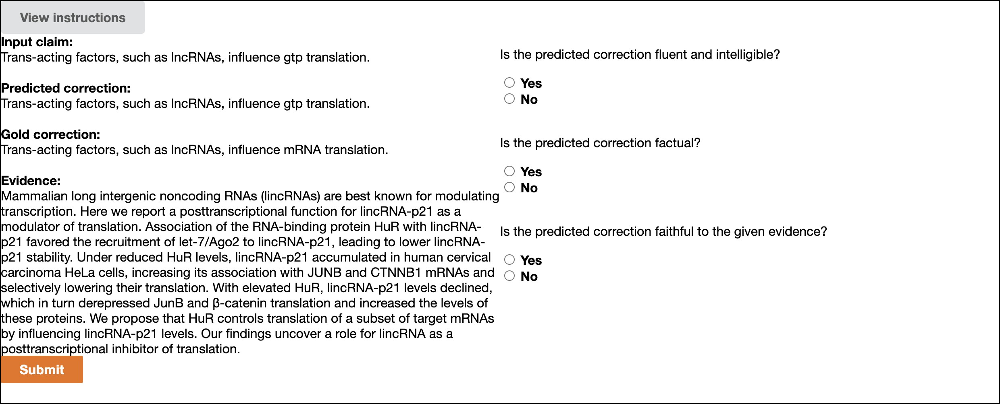 View instructions
Input claim:
Trans-acting factors, such as lncRNAs, influence gtp translation.
Predicted correction:
Trans-acting factors, such as lncRNAs, influence gtp translation.
Gold correction:
Trans-acting factors, such as lncRNAs, influence mRNA translation.
Evidence:
Mammalian long intergenic noncoding RNAs (lincRNAs) are best known for modulating
transcription. Here we report a posttranscriptional function for lincRNA-p21 as a
modulator of translation. Association of the RNA-binding protein HuR with lincRNA-
p21 favored the recruitment of let-7/Ago2 to lincRNA-p21, leading to lower lincRNA-
p21 stability. Under reduced HuR levels, lincRNA-p21 accumulated in human cervical
carcinoma HeLa cells, increasing its association with JUNB and CTNNB1 mRNAs and
selectively lowering their translation. With elevated HuR, lincRNA-p21 levels declined,
which in turn derepressed JunB and β-catenin translation and increased the levels of
these proteins. We propose that HuR controls translation of a subset of target mRNAs
by influencing lincRNA-p21 levels. Our findings uncover a role for lincRNA as a
posttranscriptional inhibitor of translation.
Submit
Is the predicted correction fluent and intelligible?
Yes
No
Is the predicted correction factual?
Yes
No
Is the predicted correction faithful to the given evidence?
Yes
No